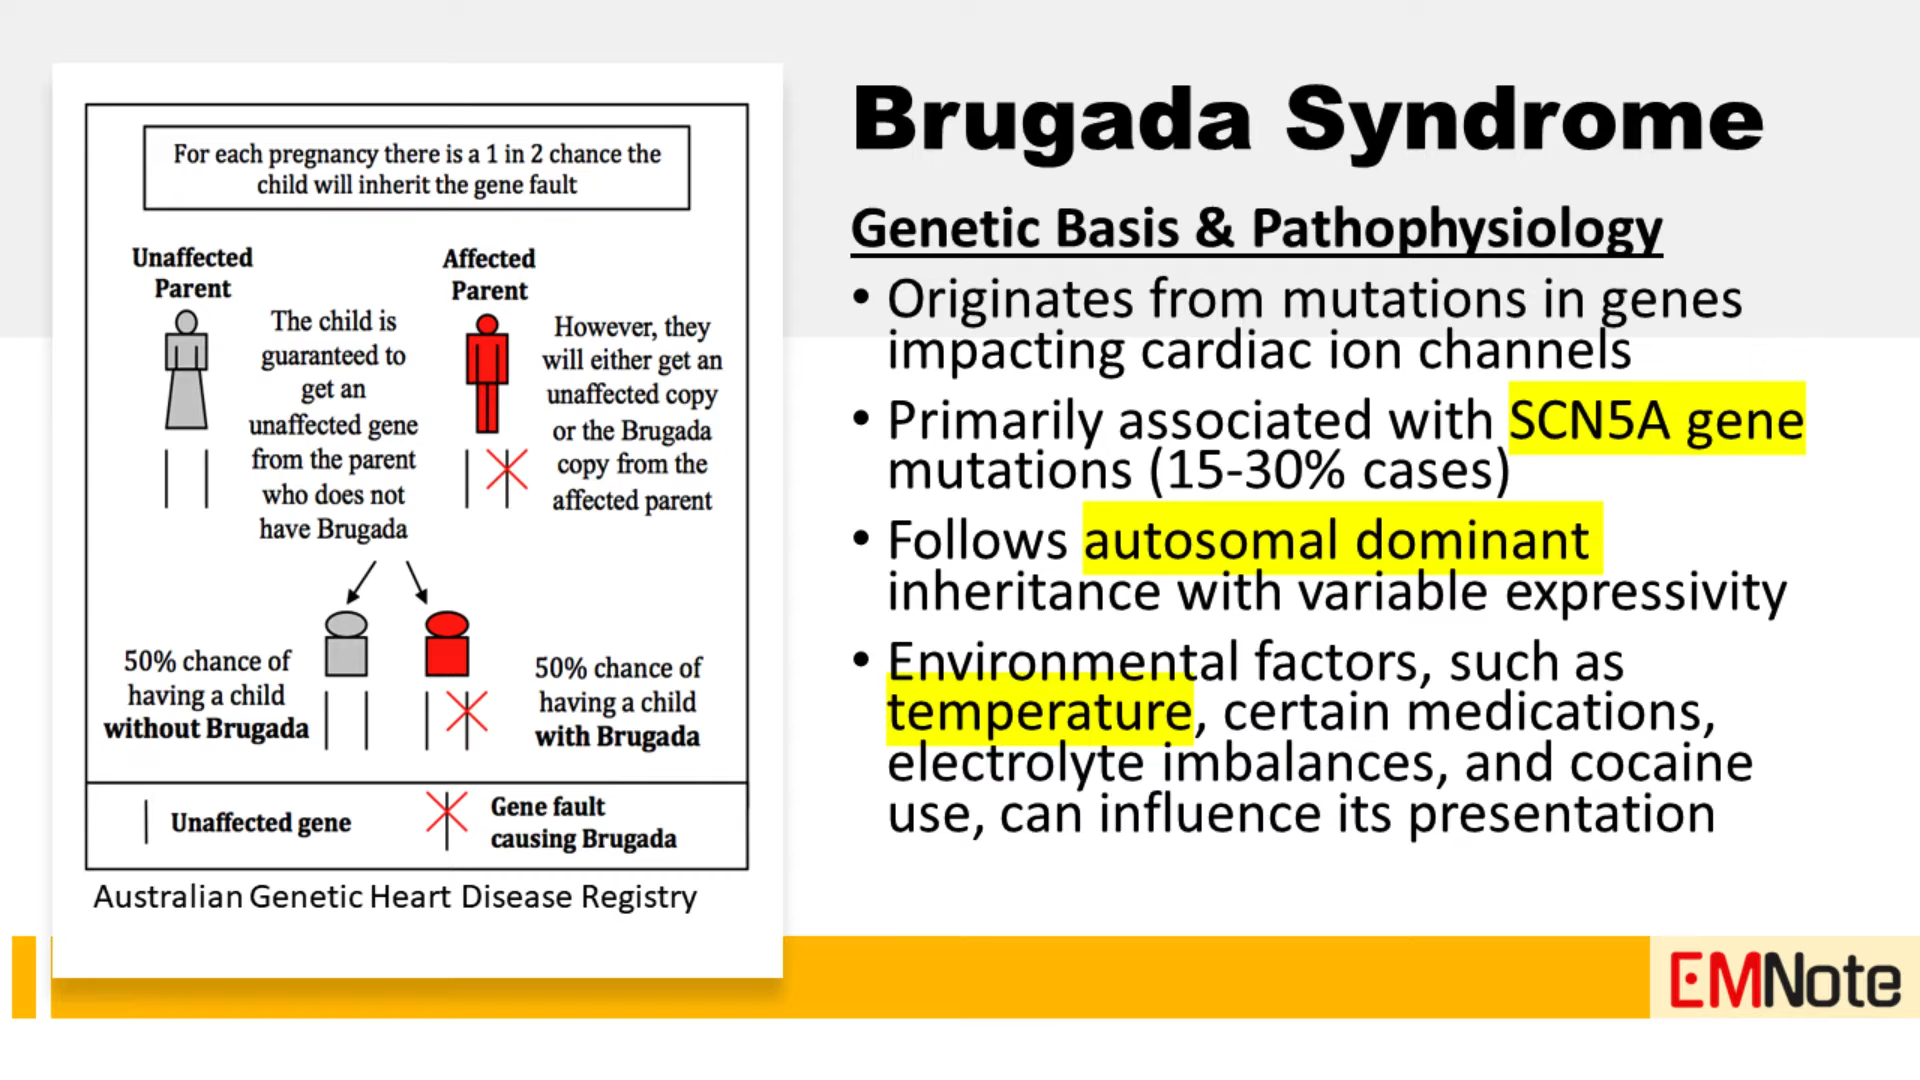 For each pregnancy there is a 1 in 2 chance the
child will inherit the gene fault
Unaffected
Parent
The child is
guaranteed to
get an
unaffected gene
from the parent
who does not
have Brugada
Affected
Parent
However, they
will either get an
unaffected copy
or the Brugada
copy from the
affected parent
50% chance of
having a child
without Brugada
50% chance of
having a child
with Brugada
Unaffected gene
Gene fault
causing Brugada
Australian Genetic Heart Disease Registry
Brugada Syndrome
Genetic Basis & Pathophysiology
• Originates from mutations in genes
impacting cardiac ion channels
• Primarily associated with SCN5A gene
mutations (15-30% cases)
• Follows autosomal dominant
inheritance with variable expressivity
• Environmental factors, such as
temperature, certain medications,
electrolyte imbalances, and cocaine
use, can influence its presentation
EMNote